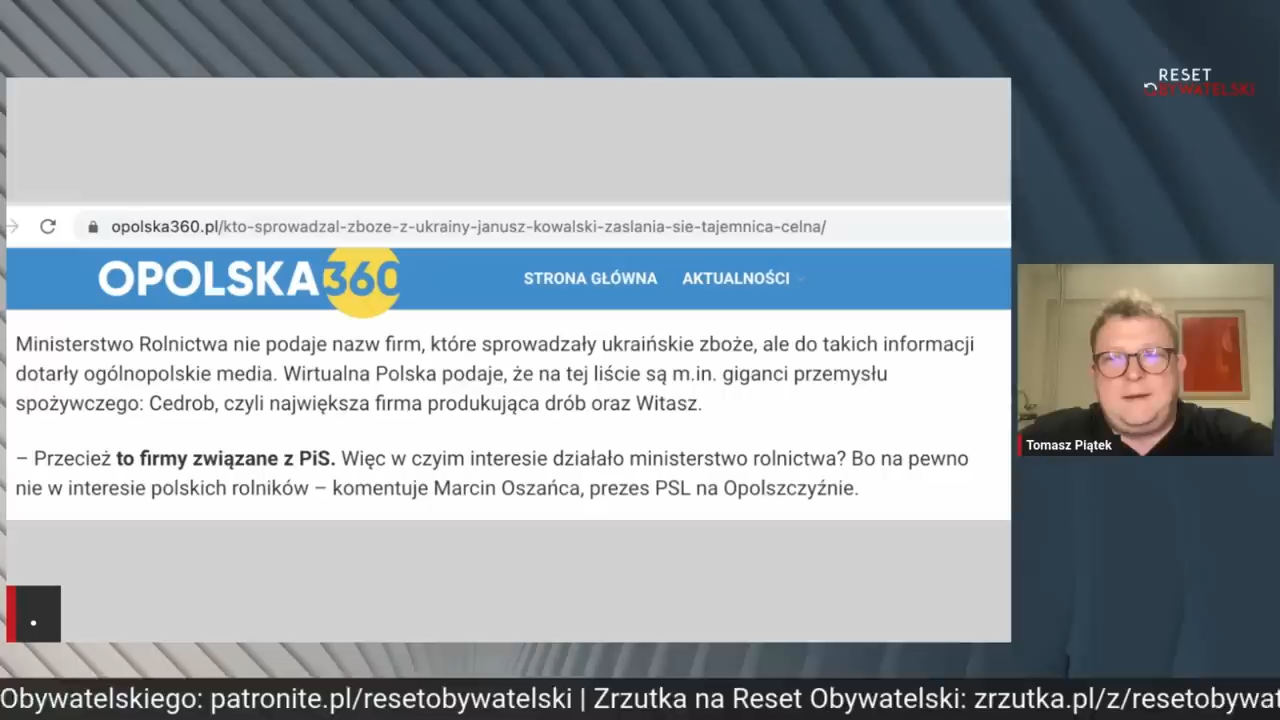 RESET
OBYWATELSKI
opolska360.pl/kto-sprowadzal-zboze-z-ukrainy-janusz-kowalski-zaslania-sie-tajemnica-celna/
OPOLSKA360 STRONA GŁÓWNA AKTUALNOŚCI
Ministerstwo Rolnictwa nie podaje nazw firm, które sprowadzały ukraińskie zboże, ale do takich informacji
dotarły ogólnopolskie media. Wirtualna Polska podaje, że na tej liście są m.in. giganci przemysłu
spożywczego: Cedrob, czyli największa firma produkująca drób oraz Witasz.
– Przecież to firmy związane z PiS. Więc w czyim interesie działało ministerstwo rolnictwa? Bo na pewno
nie w interesie polskich rolników – komentuje Marcin Oszańca, prezes PSL na Opolszczyźnie.
Tomasz Piątek
.
Obywatelskiego: patronite.pl/resetobywatelski | Zrzutka na Reset Obywatelski: zrzutka.pl/z/resetobywat